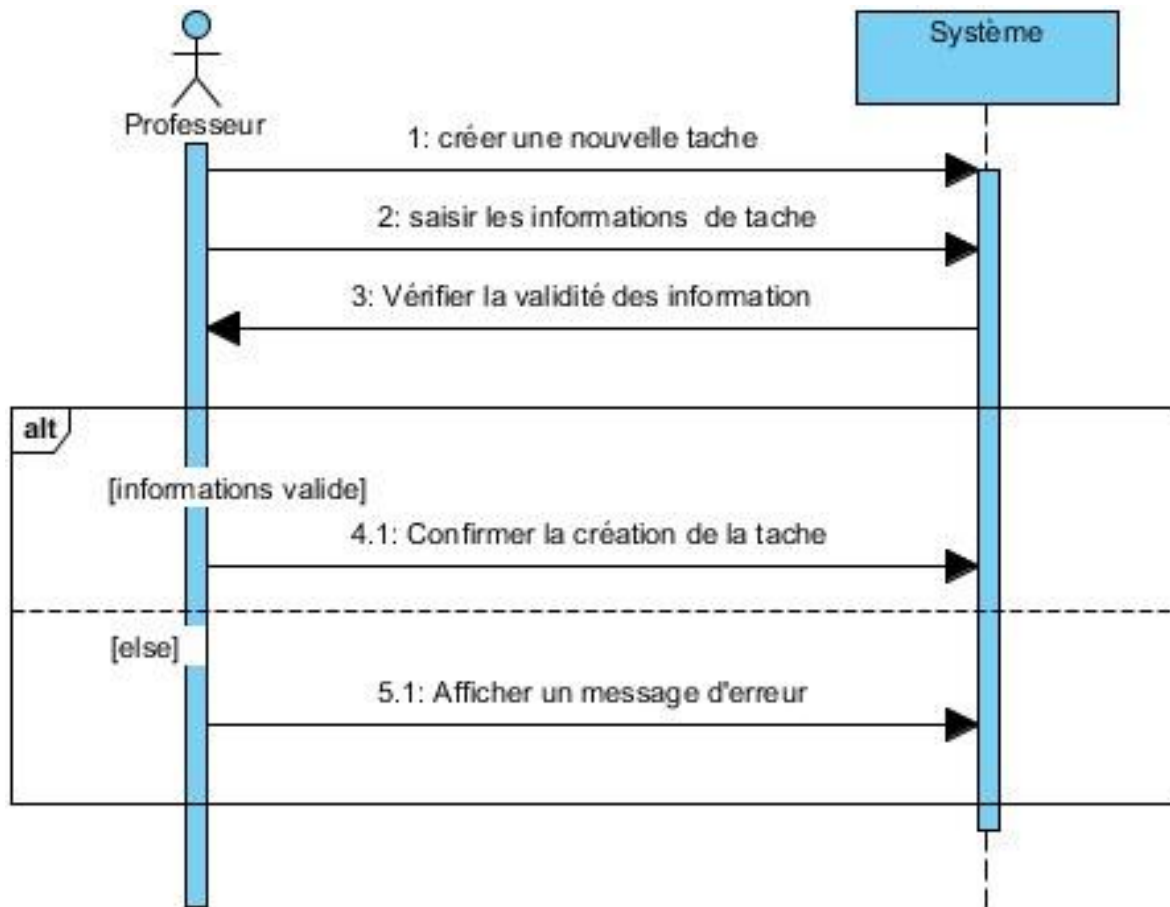 Système
Professeur
1: créer une nouvelle tache
2: saisir les informations de tache
3: Vérifier la validité des information
alt
[informations valide]
4.1: Confirmer la création de la tache
[else]
5.1: Afficher un message d'erreur